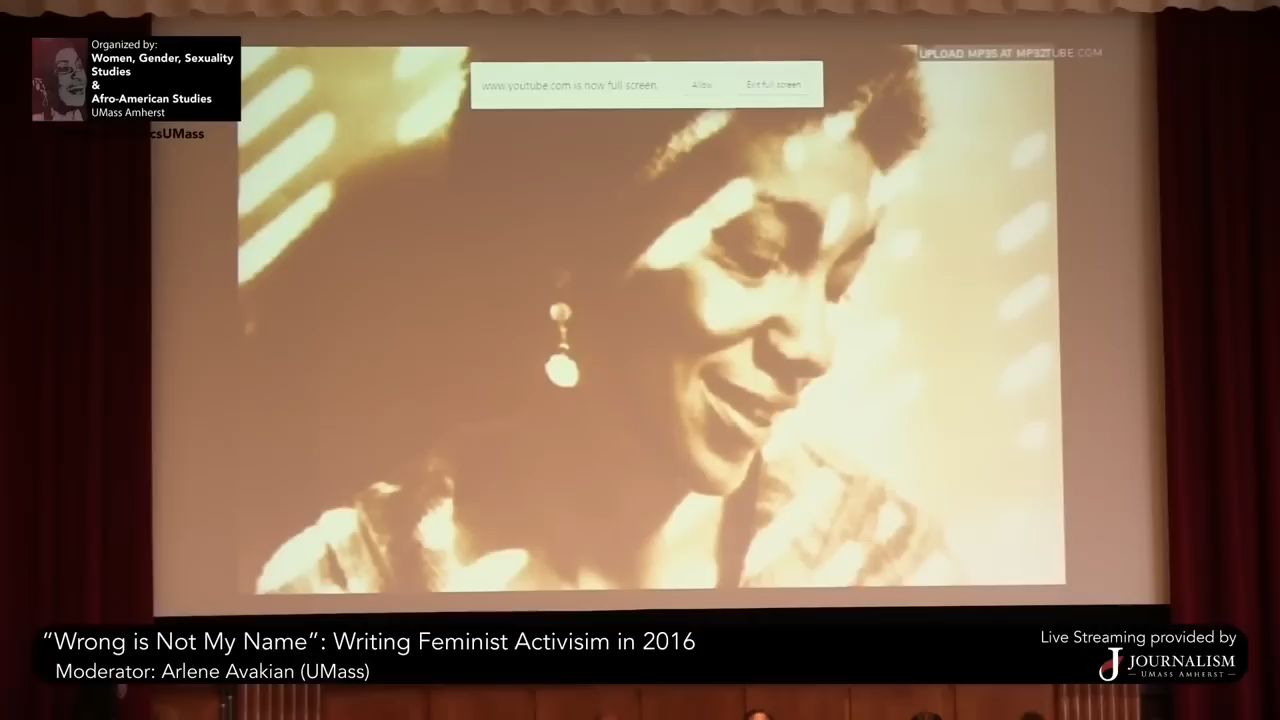 Organized by:
Women, Gender, Sexuality
Studies
&
Afro-American Studies
UMass Amherst
csUMass
UPLOAD MP3S AT MP32TUBE.COM
www.youtube.com is now full screen.
Allow
Exit full screen
“Wrong is Not My Name”: Writing Feminist Activisim in 2016
Moderator: Arlene Avakian (UMass)
Live Streaming provided by
JOURNALISM
— UMASS AMHERST —